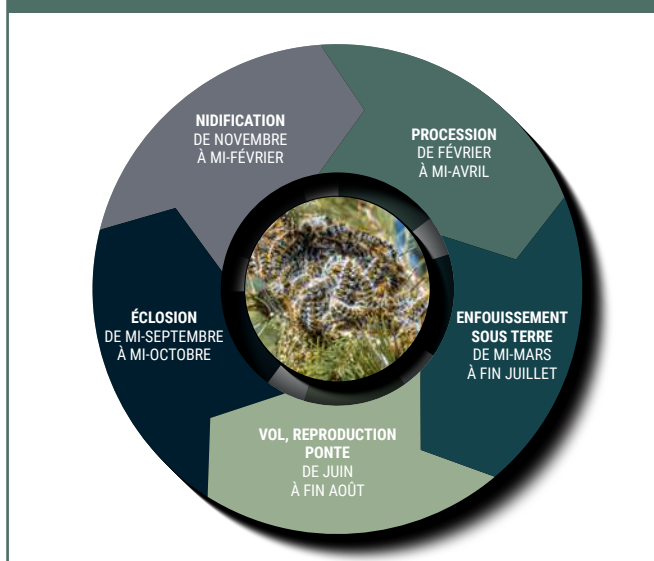 NIDIFICATION
DE NOVEMBRE
À MI-FÉVRIER
PROCESSION
DE FÉVRIER
À MI-AVRIL
ENFOUISSEMENT
SOUS TERRE
DE MI-MARS
À FIN JUILLET
VOL, REPRODUCTION
PONTE
DE JUIN
À FIN AOÛT
ÉCLOSION
DE MI-SEPTEMBRE
À MI-OCTOBRE